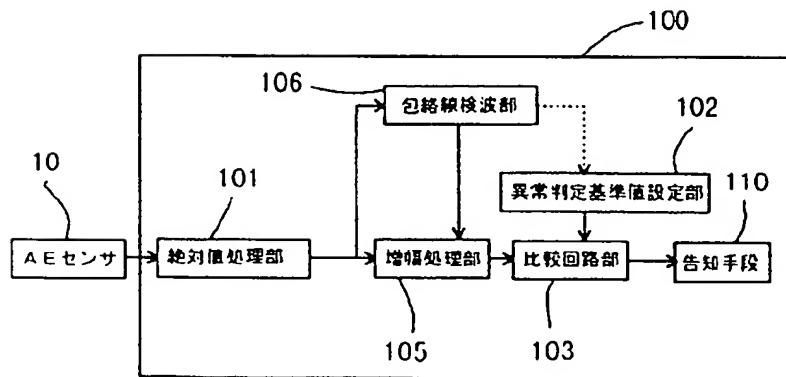 100
106
包絡線検波部
102
10
101
異常判定基準値設定部
110
AEセンサ
絶対値処理部
増幅処理部
比較回路部
告知手段
105
103